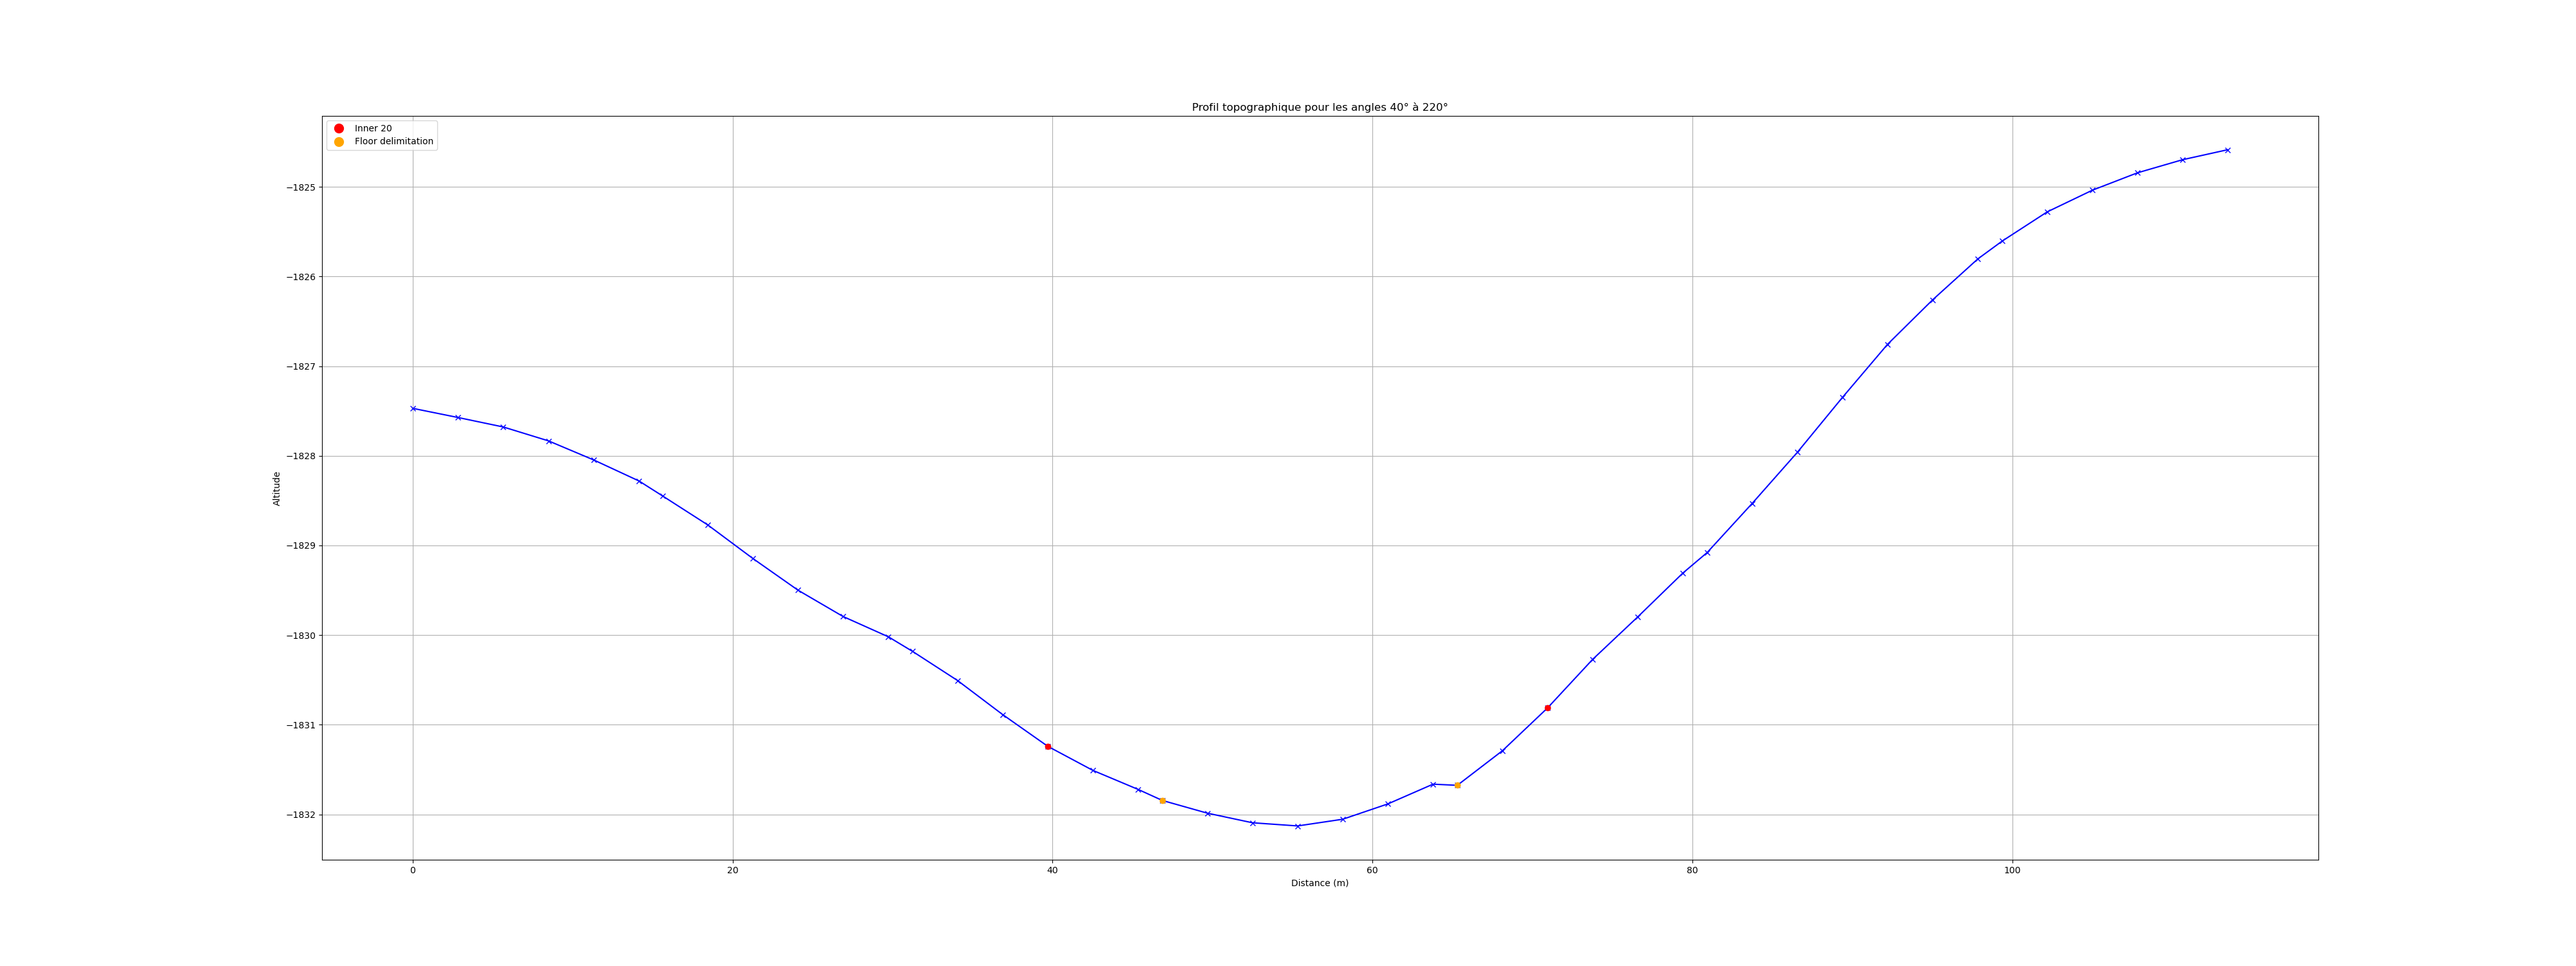 Profil topographique pour les angles 40° à 220°
Inner 20
Floor delimitation
−1825
−1826
−1827
−1828
−1829
−1830
−1831
−1832
Altitude
0 20 40 60 80 100
Distance (m)